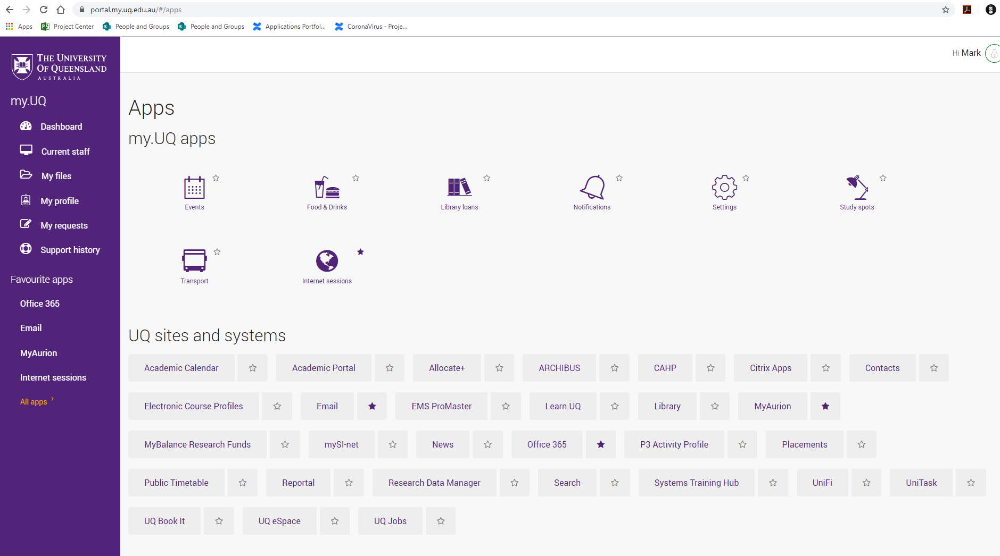 portal.my.uq.edu.au/#/apps
Apps Project Center People and Groups People and Groups Applications Portfol... CoronaVirus - Proje...
THE UNIVERSITY
OF QUEENSLAND
AUSTRALIA
Hi Mark
my.UQ
Dashboard
Current staff
My files
My profile
My requests
Support history
Favourite apps
Office 365
Email
MyAurion
Internet sessions
All apps
Apps
my.UQ apps
Events Food & Drinks Library loans Notifications Settings Study spots
Transport Internet sessions
UQ sites and systems
Academic Calendar Academic Portal Allocate+ ARCHIBUS CAHP Citrix Apps Contacts
Electronic Course Profiles Email EMS ProMaster Learn.UQ Library MyAurion
MyBalance Research Funds mySI-net News Office 365 P3 Activity Profile Placements
Public Timetable Reportal Research Data Manager Search Systems Training Hub UniFi UniTask
UQ Book It UQ eSpace UQ Jobs